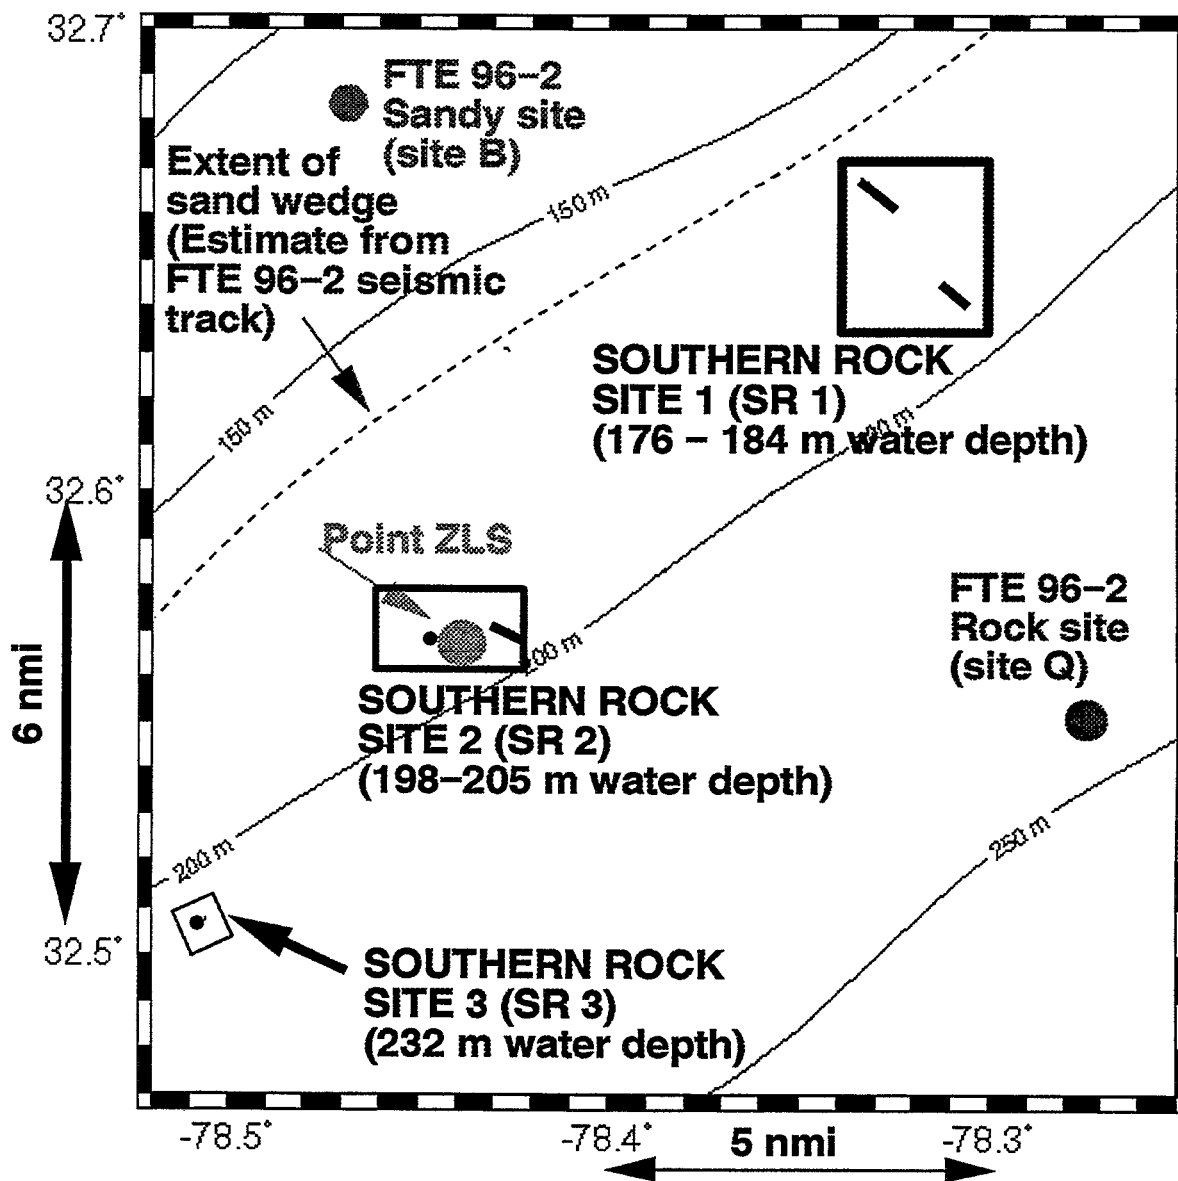 32.7°
FTE 96–2
Sandy site
(site B)
Extent of
sand wedge
(Estimate from
FTE 96–2 seismic
track)
150 m
150 m
SOUTHERN ROCK
SITE 1 (SR 1)
(176 – 184 m water depth)
32.6°
Point ZLS
FTE 96–2
Rock site
(site Q)
6 nmi
SOUTHERN ROCK
SITE 2 (SR 2)
(198–205 m water depth)
250 m
200 m
32.5°
SOUTHERN ROCK
SITE 3 (SR 3)
(232 m water depth)
-78.5°
-78.4°
5 nmi
-78.3°